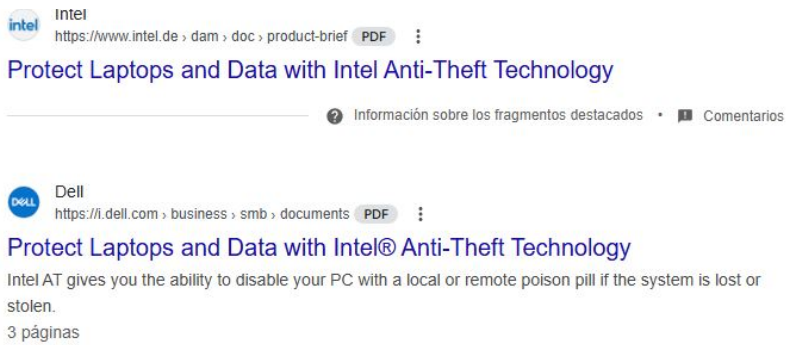 intel
Intel
https://www.intel.de › dam › doc › product-brief PDF
Protect Laptops and Data with Intel Anti-Theft Technology
Información sobre los fragmentos destacados • Comentarios
DELL
Dell
https://i.dell.com › business › smb › documents PDF
Protect Laptops and Data with Intel® Anti-Theft Technology
Intel AT gives you the ability to disable your PC with a local or remote poison pill if the system is lost or
stolen.
3 páginas